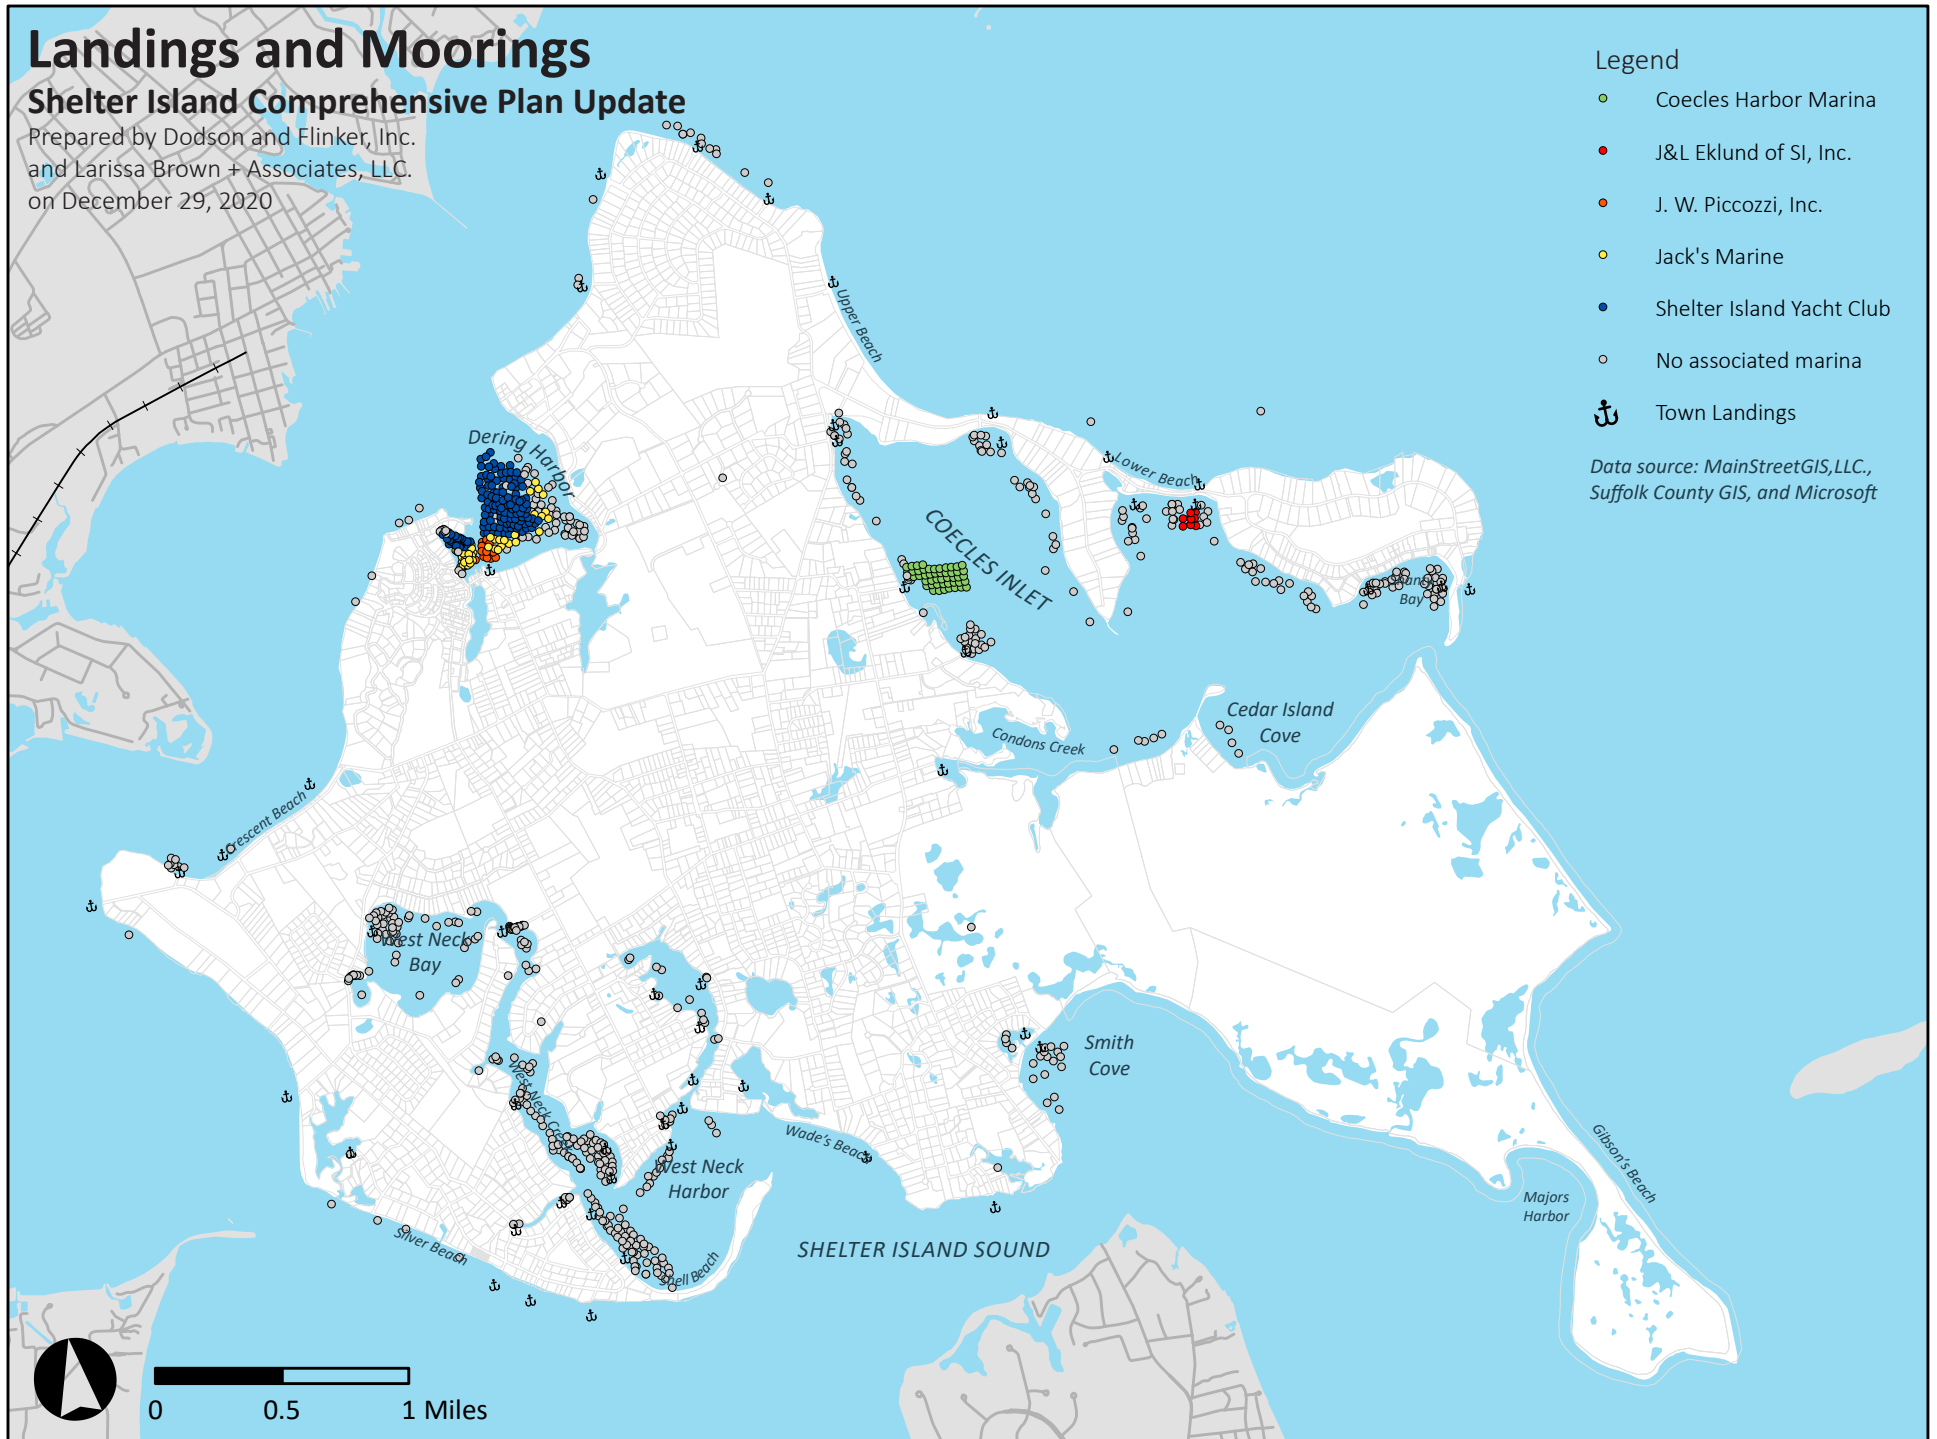 Landings and Moorings
Shelter Island Comprehensive Plan Update
Prepared by Dodson and Flinker, Inc.
and Larissa Brown + Associates, LLC.
on December 29, 2020
Legend
Coecles Harbor Marina
J&L Eklund of SI, Inc.
J. W. Piccozzi, Inc.
Jack's Marine
Shelter Island Yacht Club
No associated marina
Town Landings
Data source: MainStreetGIS,LLC.,
Suffolk County GIS, and Microsoft
Upper Beach
Dering Harbor
Lower Beach
COECLES INLET
Bay
Cedar Island
Cove
Condons Creek
Crescent Beach
West Neck
Bay
Smith
Cove
West Neck Creek
Wade's Beach
West Neck
Harbor
Gibson's Beach
Majors
Harbor
Silver Beach
Shell Beach
SHELTER ISLAND SOUND
0
0.5
1 Miles